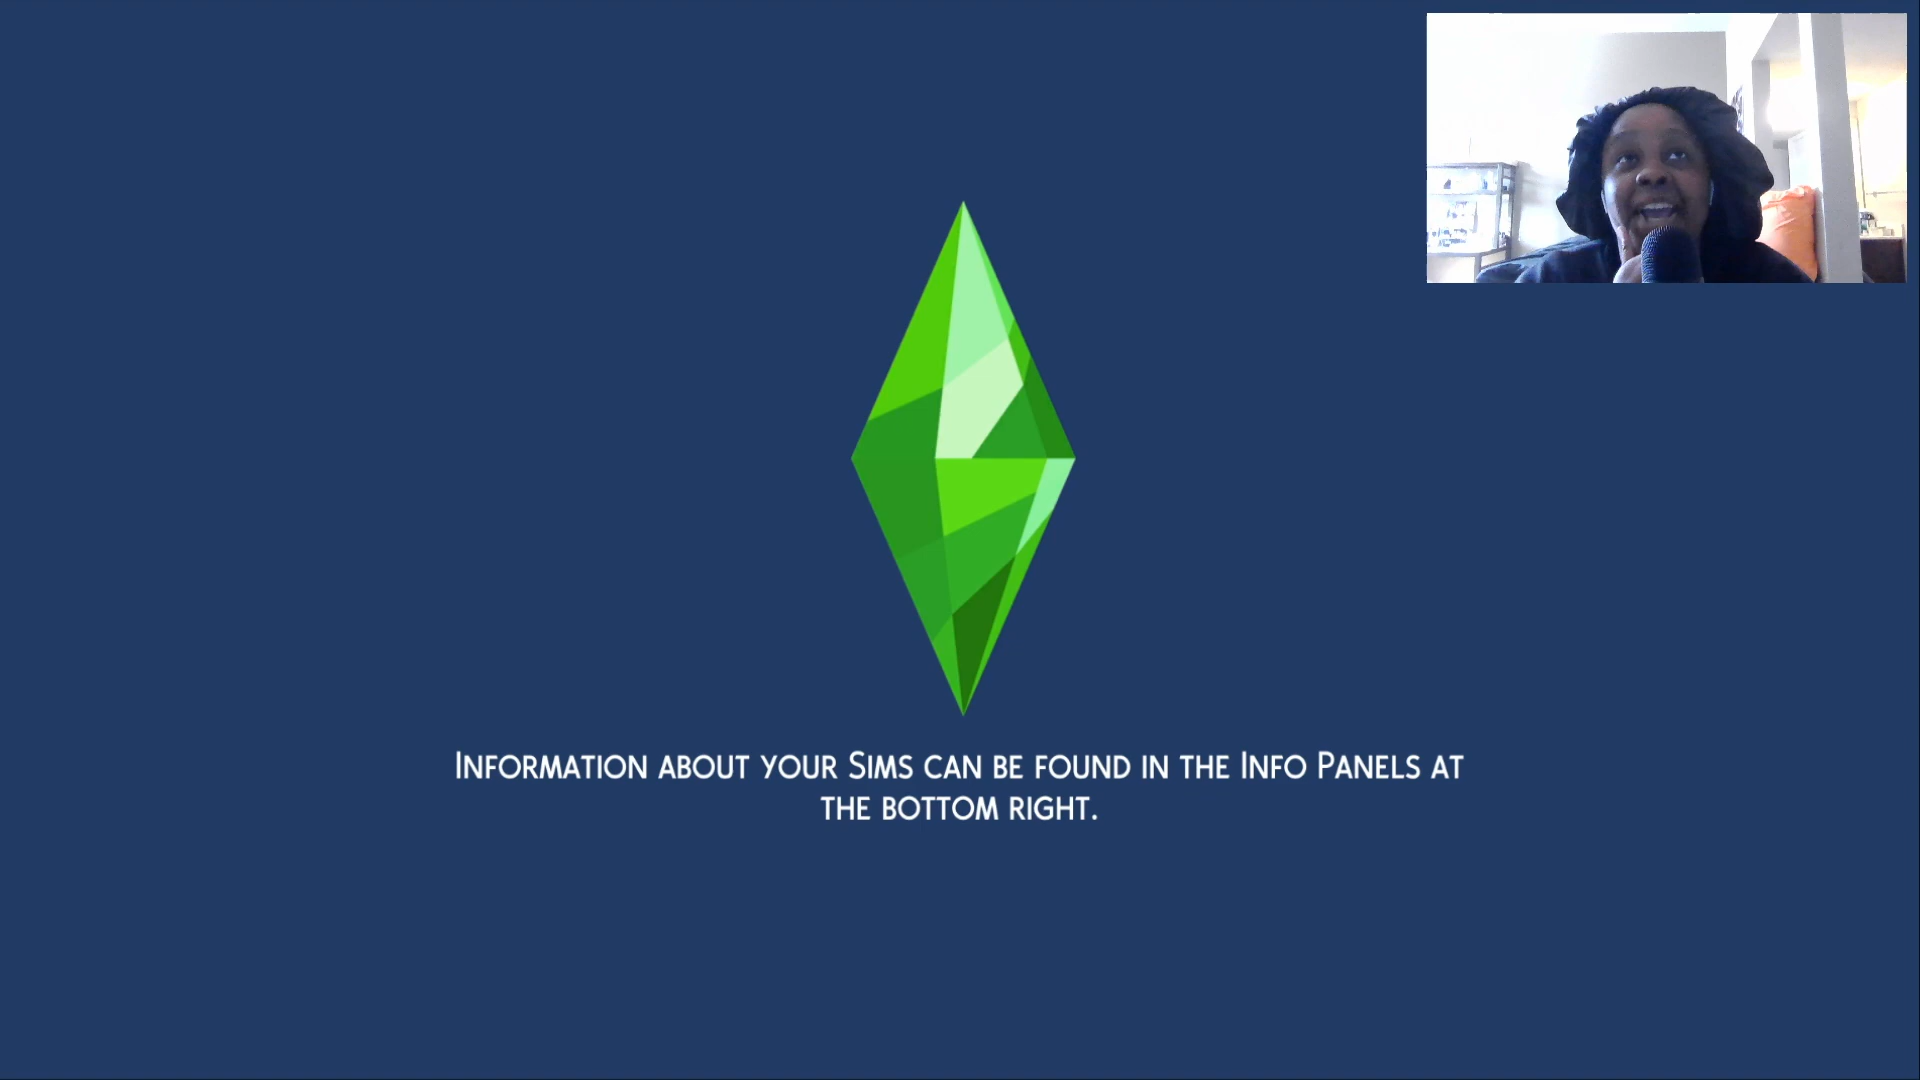 Information about your Sims can be found in the Info Panels at
the bottom right.